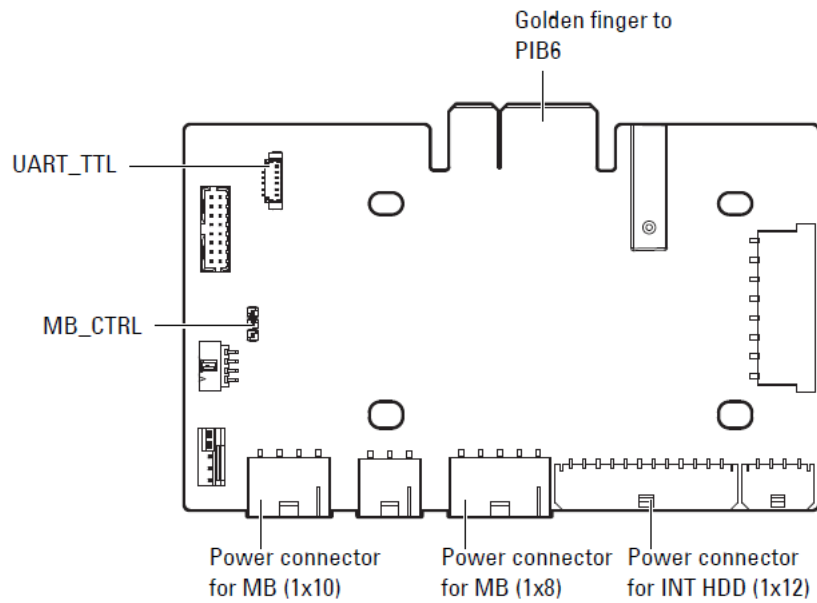 Golden finger to
PIB6
UART_TTL
MB_CTRL
Power connector
for MB (1x10)
Power connector
for MB (1x8)
Power connector
for INT HDD (1x12)